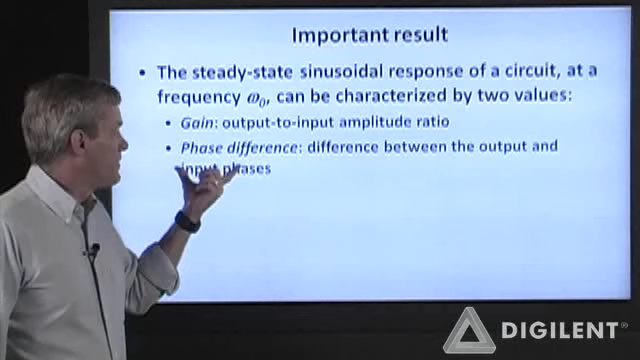 Important result
• The steady-state sinusoidal response of a circuit, at a
frequency ω₀, can be characterized by two values:
• Gain: output-to-input amplitude ratio
• Phase difference: difference between the output and
input phases
DIGILENT®